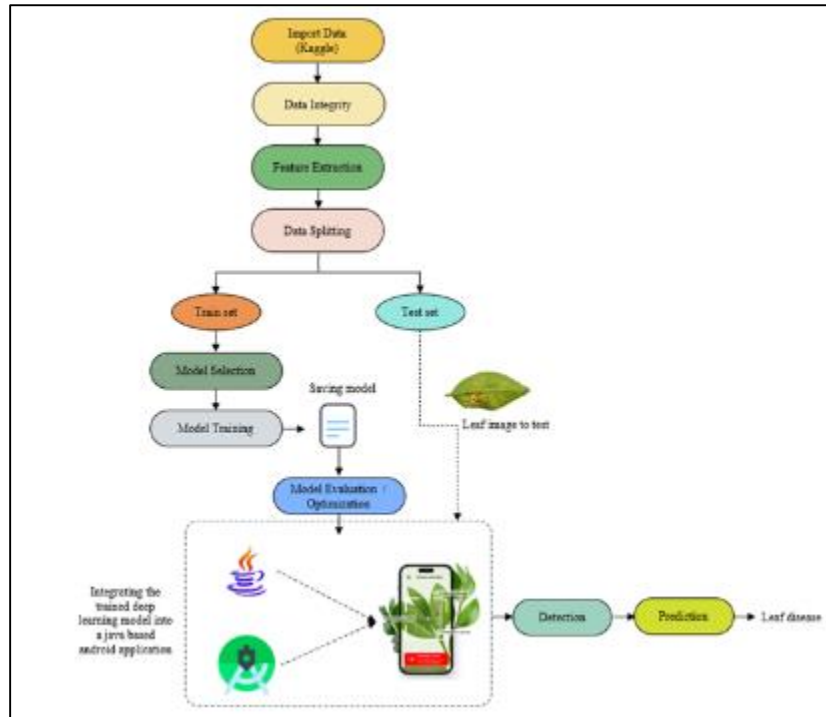 Import Data
(Kaggle)
Data Integrity
Feature Extraction
Data Splitting
Train set
Test set
Model Selection
Saving model
Model Training
Leaf image to test
Model Evaluation /
Optimization
Integrating the
trained deep
learning model into
a java based
android application
Detection
Prediction
Leaf disease